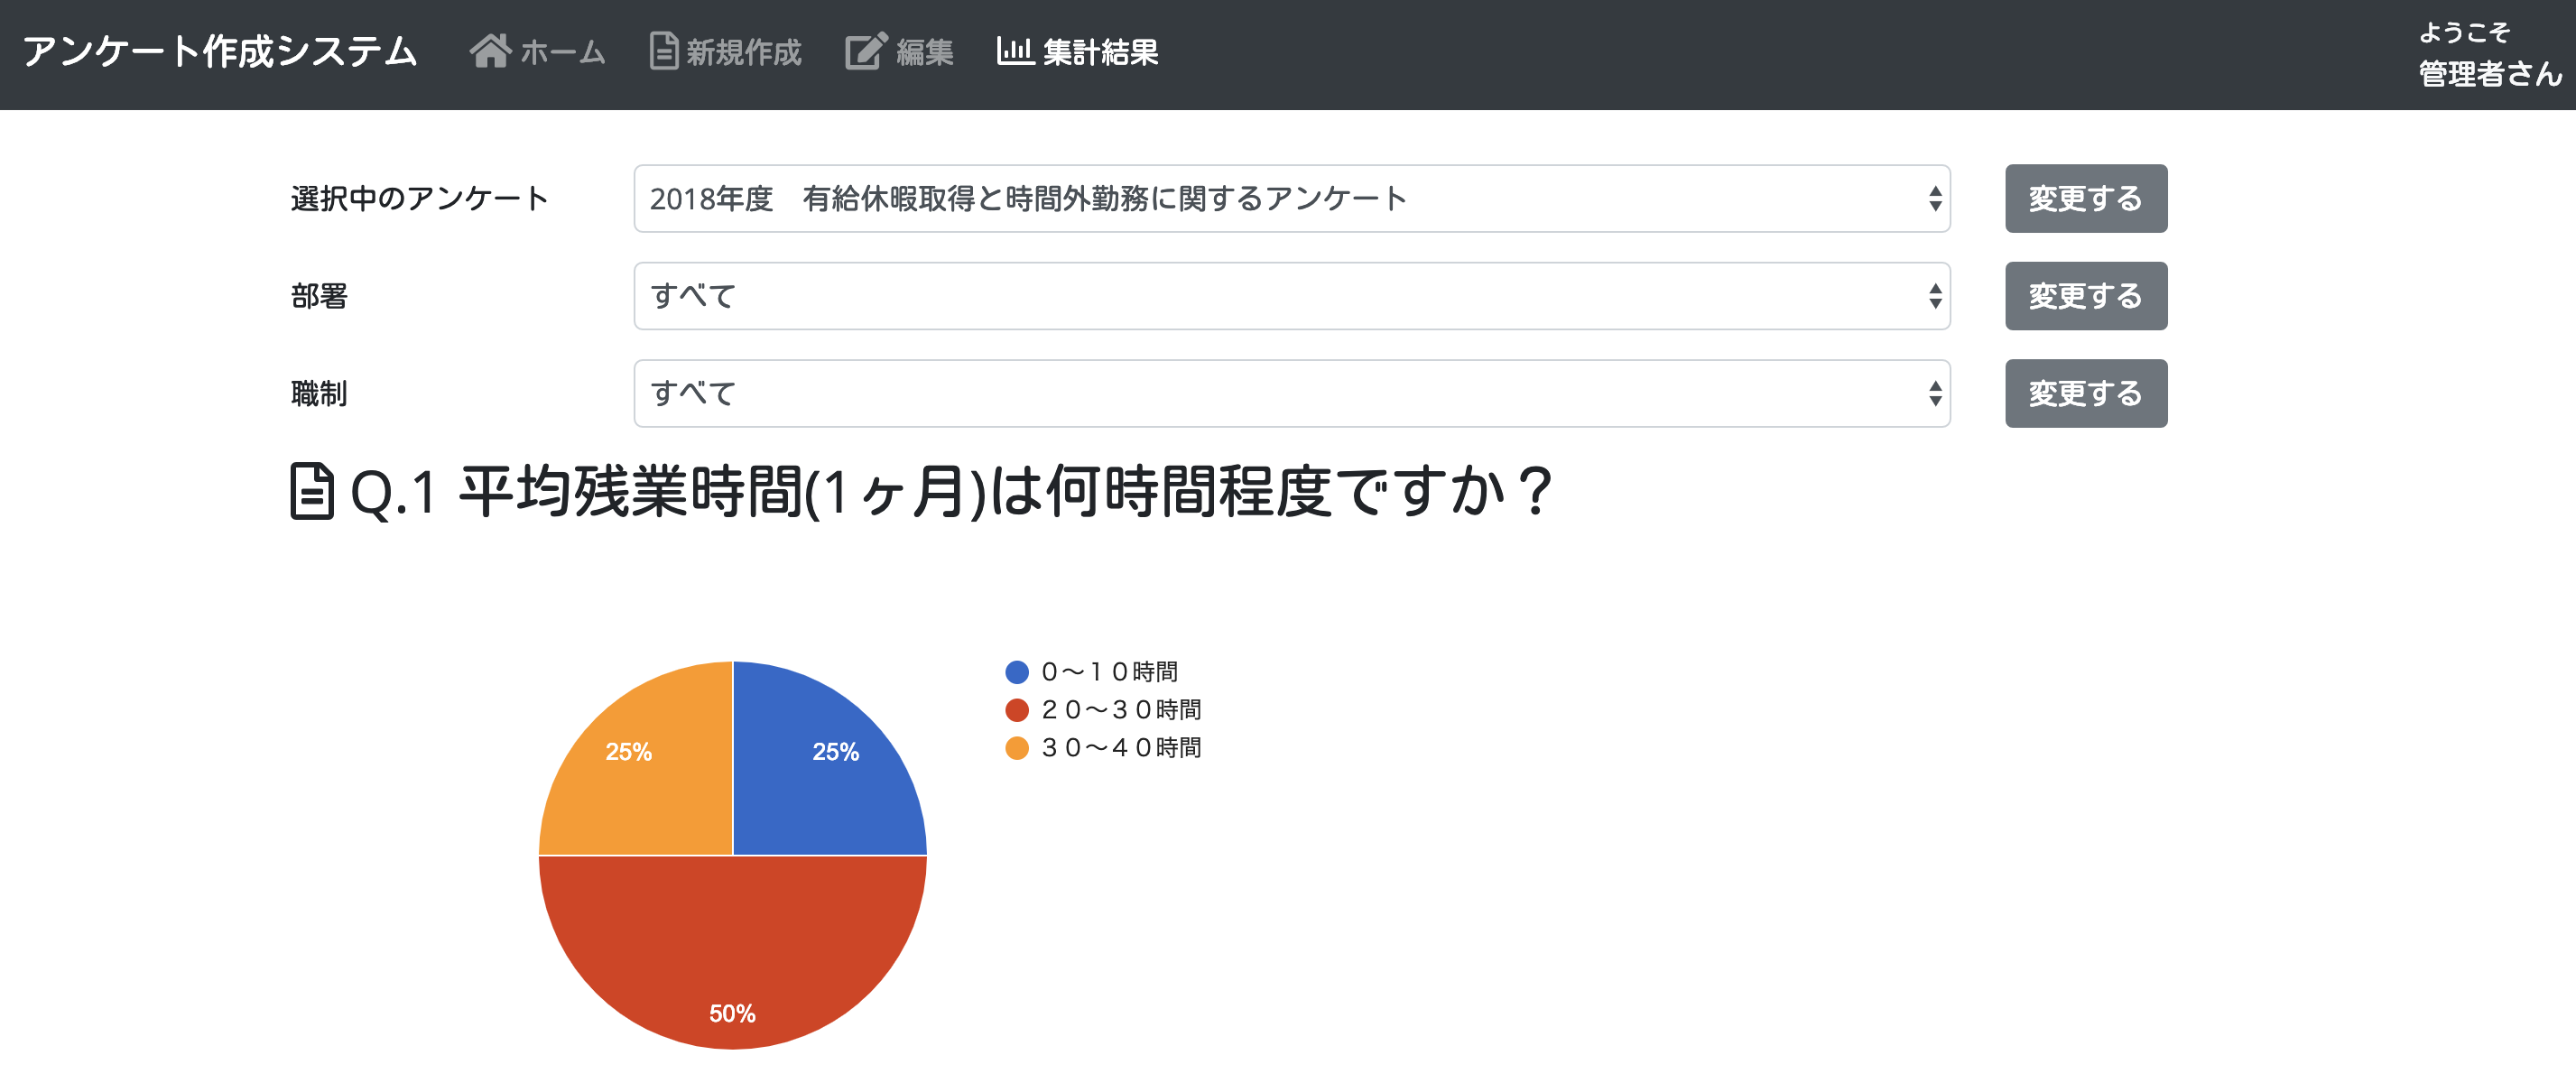 アンケート作成システム ホーム 新規作成 編集 集計結果
ようこそ
管理者さん
選択中のアンケート 2018年度　有給休暇取得と時間外勤務に関するアンケート 変更する
部署 すべて 変更する
職制 すべて 変更する
Q.1 平均残業時間(1ヶ月)は何時間程度ですか？
０〜１０時間
２０〜３０時間
３０〜４０時間
25% 25%
50%